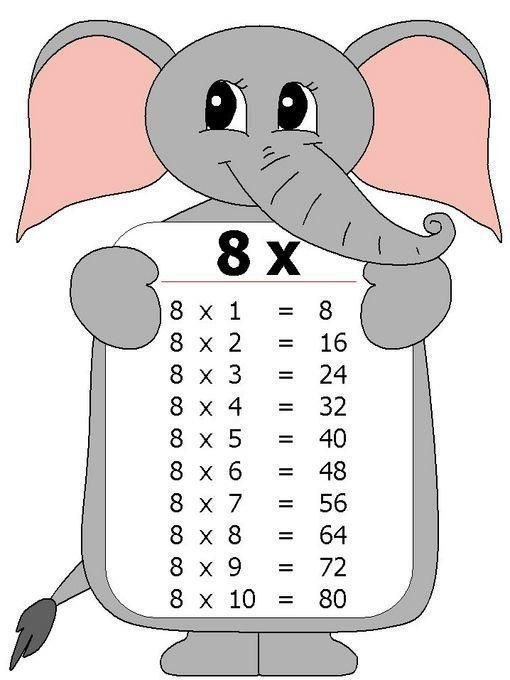 8 x
8 x 1 = 8
8 x 2 = 16
8 x 3 = 24
8 x 4 = 32
8 x 5 = 40
8 x 6 = 48
8 x 7 = 56
8 x 8 = 64
8 x 9 = 72
8 x 10 = 80